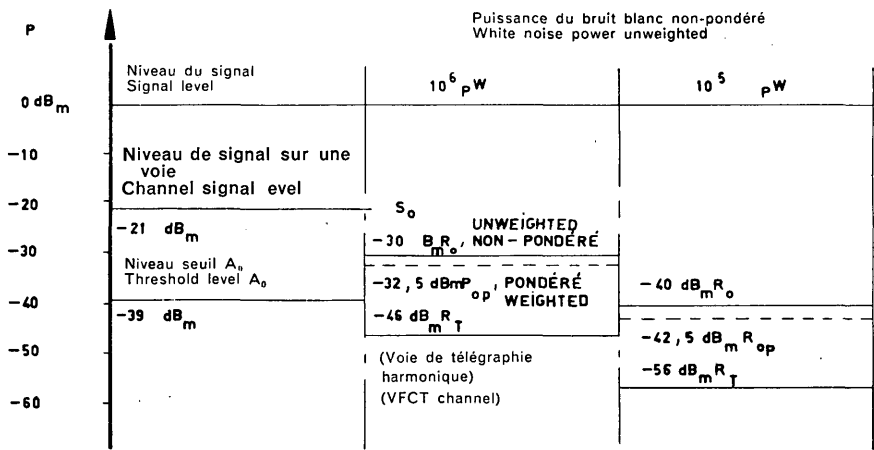 Puissance du bruit blanc non-pondéré
White noise power unweighted
P
Niveau du signal
Signal level
10⁶ pW
10⁵ pW
0 dBm
-10
Niveau de signal sur une
voie
Channel signal evel
-20
S₀
-21 dBm
UNWEIGHTED
-30 BmR₀, NON-PONDÉRÉ
-30
Niveau seuil A₀
Threshold level A₀
-32,5 dBmPop, PONDÉRÉ
WEIGHTED
-40 dBmR₀
-40
-39 dBm
-46 dBmRT
-42,5 dBmRop
-50
(Voie de télégraphie
harmonique)
(VFCT channel)
-56 dBmRT
-60